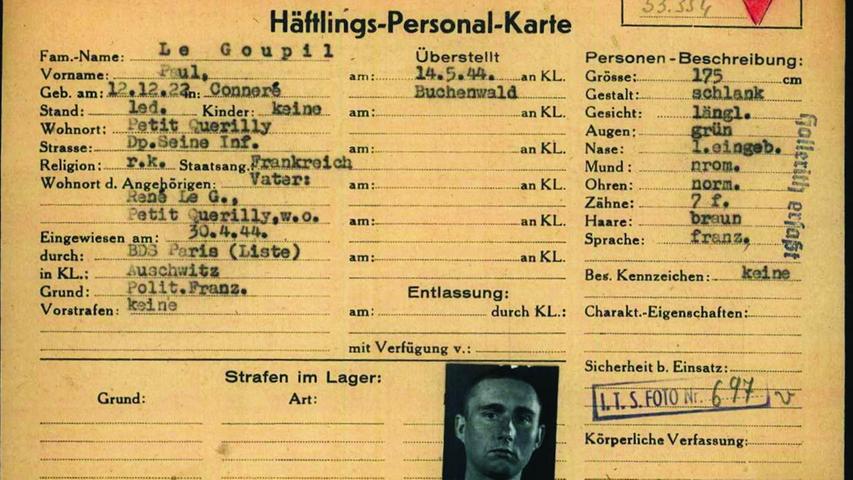 53.354
Häftlings-Personal-Karte
Fam.-Name: Le Goupil
Vorname: Paul,
Geb. am: 12.12.22 in: Conneré
Stand: led. Kinder: keine
Wohnort: Petit Querilly
Strasse: Dp.Seine Inf.
Religion: r.k. Staatsang. Frankreich
Wohnort d. Angehörigen: Vater:
René Le G.,
Petit Querilly,w.o.
Eingewiesen am: 30.4.44.
durch: BDS Paris (Liste)
in KL.: Auschwitz
Grund: Polit.Franz.
Vorstrafen: keine
Überstellt
am: 14.5.44. an KL.
Buchenwald
am: an KL.
am: an KL.
am: an KL.
am: an KL.
am: an KL.
Entlassung:
am: durch KL.:
mit Verfügung v.:
Personen-Beschreibung:
Grösse: 175 cm
Gestalt: schlank
Gesicht: längl.
Augen: grün
Nase: l.eingeb.
Mund: nrom.
Ohren: norm.
Zähne: 7 f.
Haare: braun
Sprache: franz.
Hollerith erfaßt
Bes. Kennzeichen: keine
Charakt.-Eigenschaften:
Sicherheit b. Einsatz:
I.T.S. FOTO Nr. 697 v
Körperliche Verfassung:
Strafen im Lager:
Grund: Art: